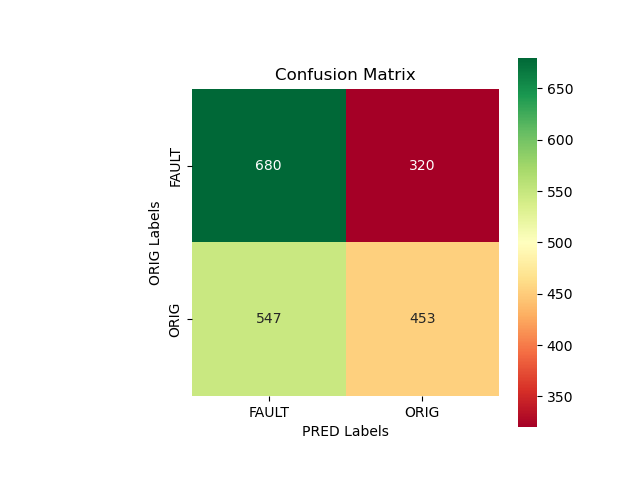 Confusion Matrix
FAULT
ORIG
ORIG Labels
680
320
547
453
FAULT
ORIG
PRED Labels
650
600
550
500
450
400
350